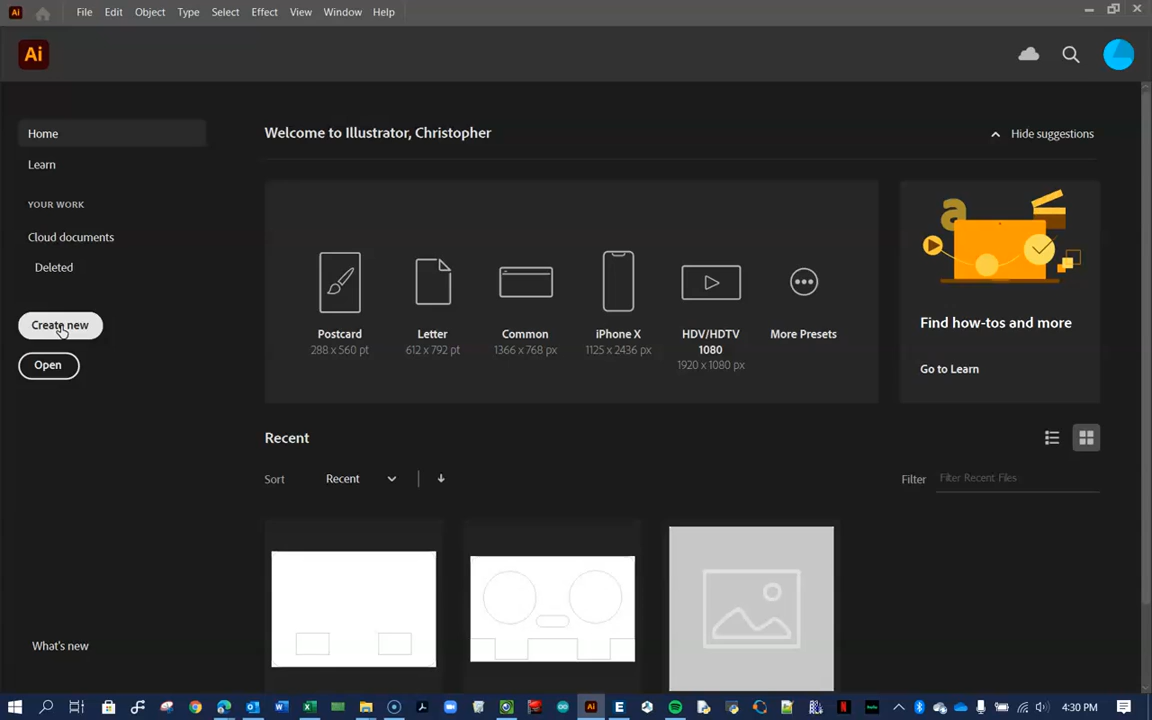 Ai File Edit Object Type Select Effect View Window Help
Ai
Home
Learn
YOUR WORK
Cloud documents
Deleted
Create new
Open
What's new
Welcome to Illustrator, Christopher
Hide suggestions
Postcard
288 x 560 pt
Letter
612 x 792 pt
Common
1366 x 768 px
iPhone X
1125 x 2436 px
HDV/HDTV
1080
1920 x 1080 px
More Presets
a
Find how-tos and more
Go to Learn
Recent
Sort Recent
Filter Filter Recent Files
4:30 PM